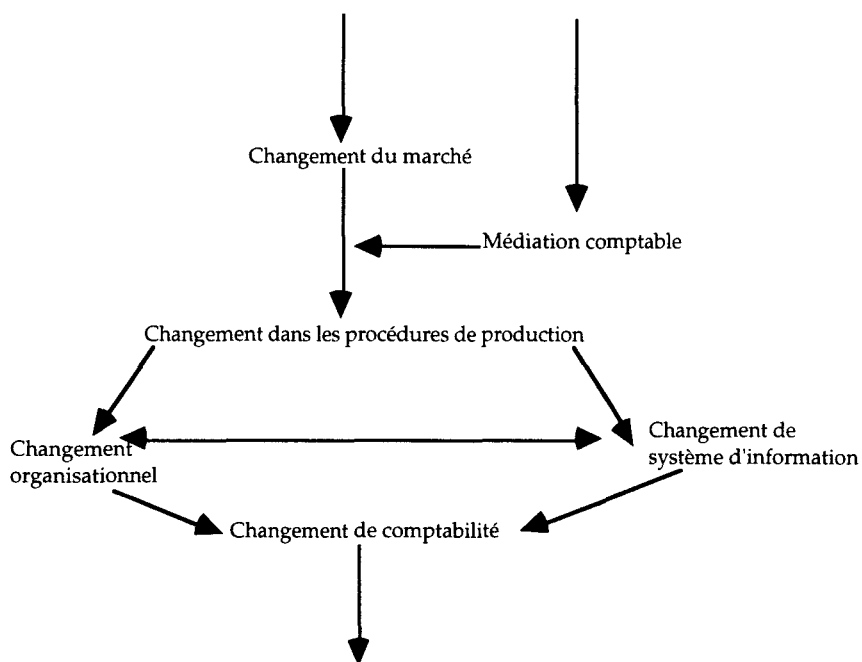 Changement du marché
Médiation comptable
Changement dans les procédures de production
Changement
organisationnel
Changement de
système d'information
Changement de comptabilité